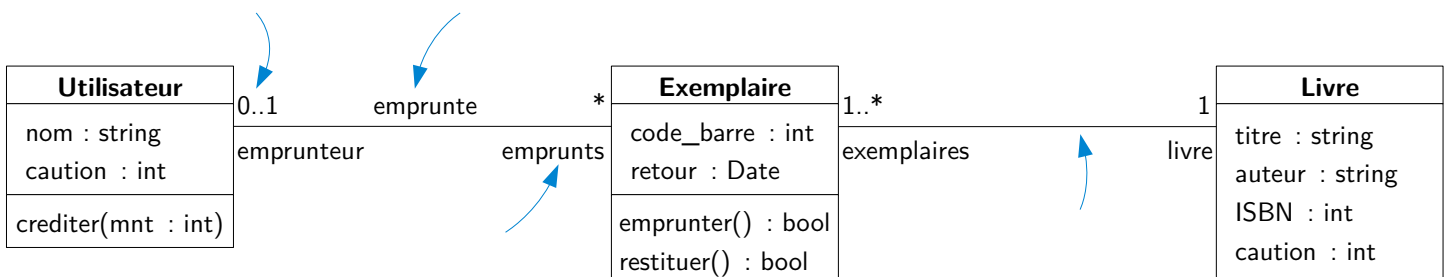 Utilisateur
nom : string
caution : int
crediter(mnt : int)
0..1
emprunte
*
emprunteur
emprunts
Exemplaire
code_barre : int
retour : Date
emprunter() : bool
restituer() : bool
1..*
1
exemplaires
livre
Livre
titre : string
auteur : string
ISBN : int
caution : int